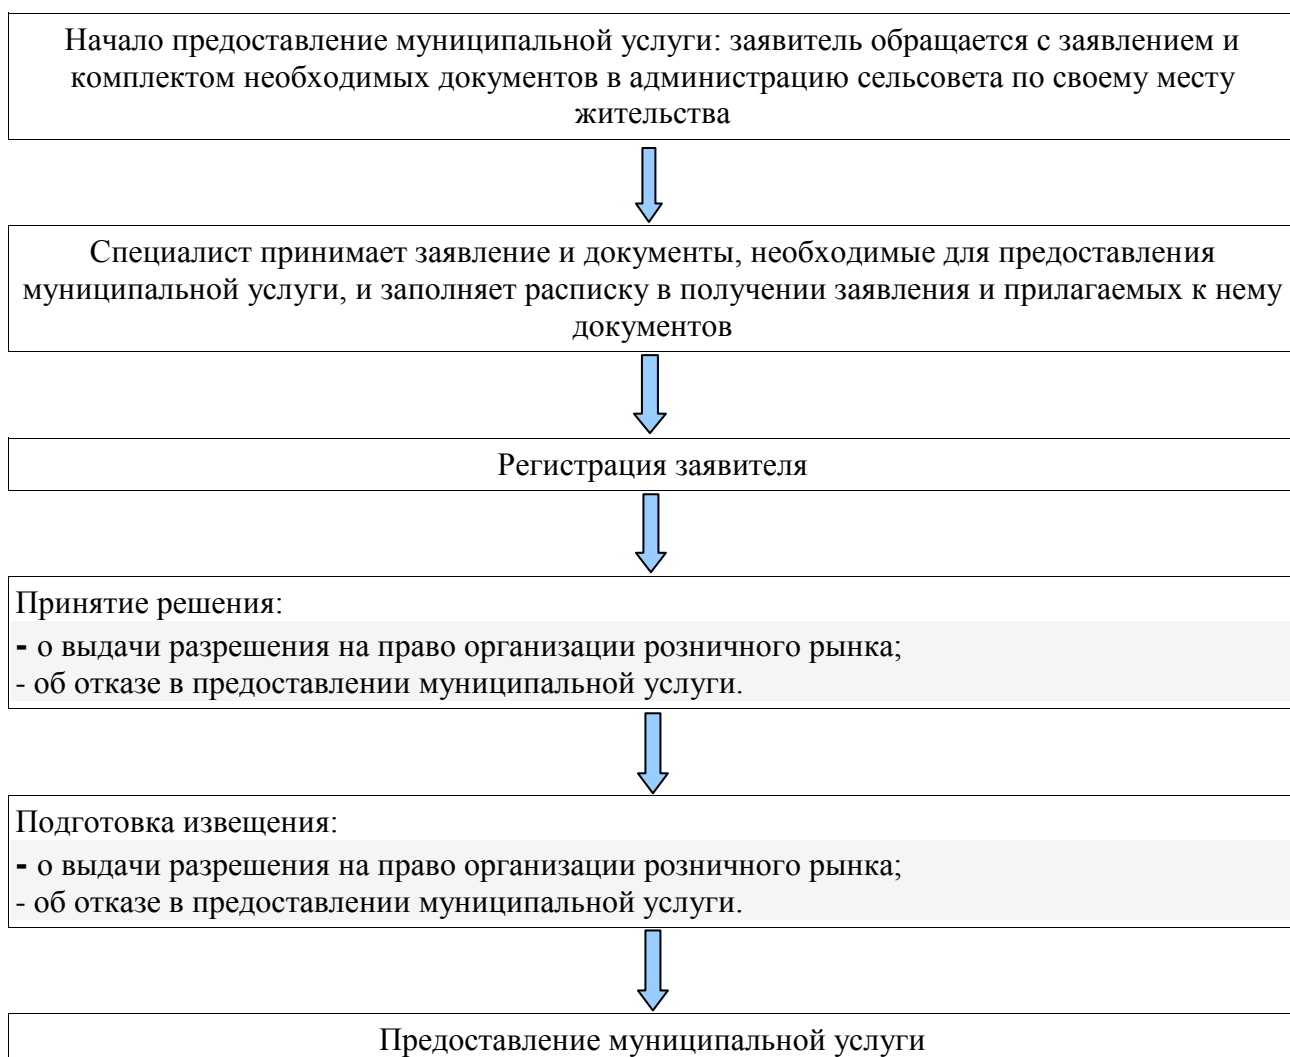 Начало предоставление муниципальной услуги: заявитель обращается с заявлением и
комплектом необходимых документов в администрацию сельсовета по своему месту
жительства
Специалист принимает заявление и документы, необходимые для предоставления
муниципальной услуги, и заполняет расписку в получении заявления и прилагаемых к нему
документов
Регистрация заявителя
Принятие решения:
- о выдачи разрешения на право организации розничного рынка;
- об отказе в предоставлении муниципальной услуги.
Подготовка извещения:
- о выдачи разрешения на право организации розничного рынка;
- об отказе в предоставлении муниципальной услуги.
Предоставление муниципальной услуги